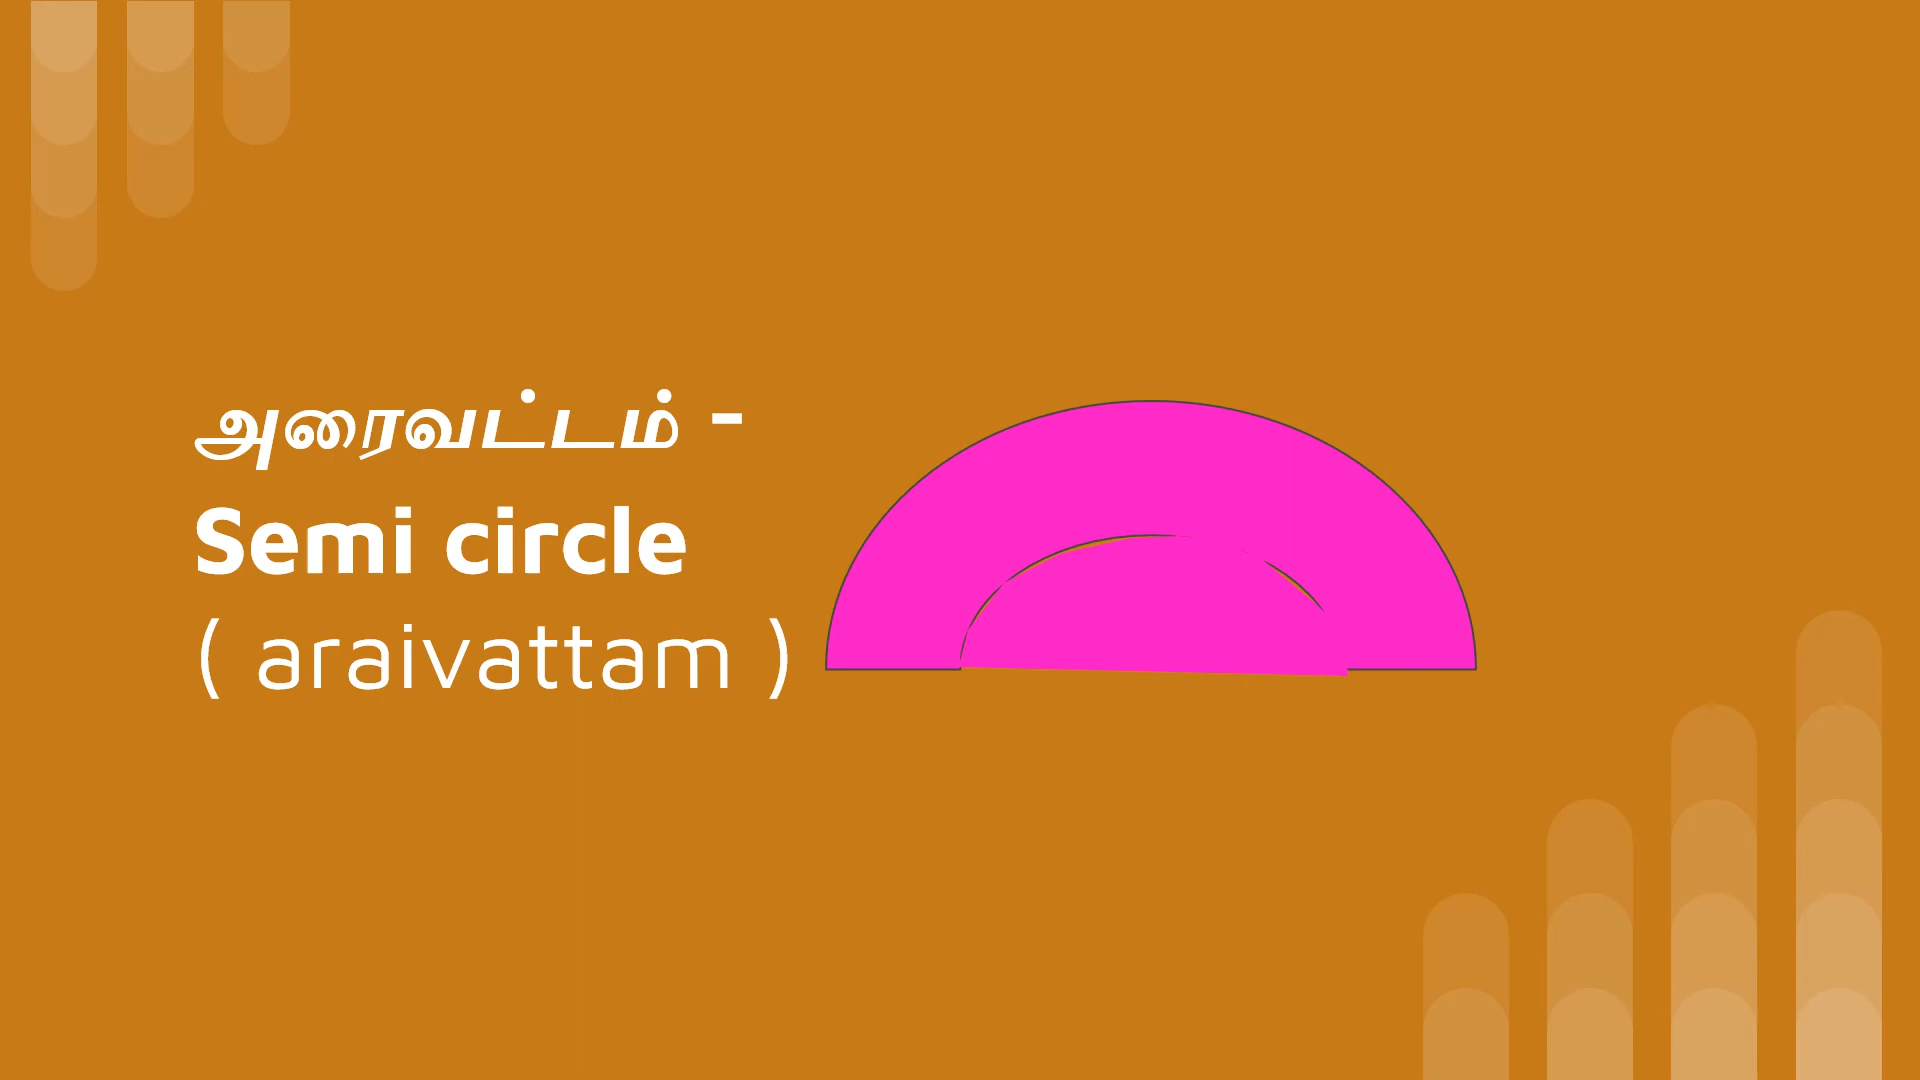 அரைவட்டம் -
Semi circle
( araivattam )